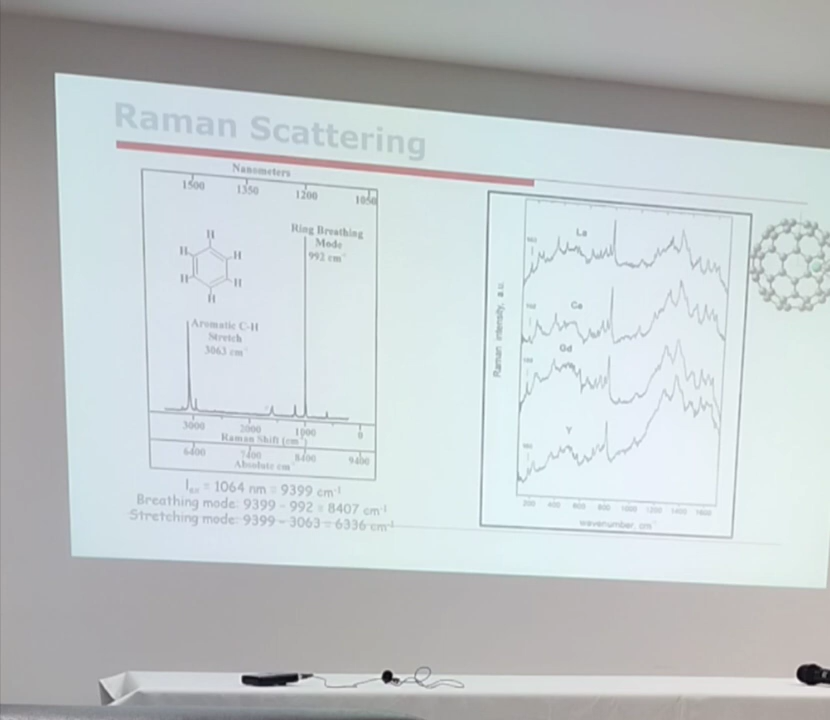 Raman Scattering
Nanometers
1500 1350 1200 1050
H
H H
H H
H
Ring Breathing
Mode
992 cm⁻
Aromatic C-H
Stretch
3063 cm⁻
3000 2000 1000 0
Raman Shift (cm⁻¹)
6400 7400 8400 9400
Absolute cm⁻
Iₑₓ = 1064 nm = 9399 cm⁻¹
Breathing mode: 9399 - 992 = 8407 cm⁻¹
Stretching mode: 9399 - 3063 = 6336 cm⁻¹
Raman intensity, a.u.
La
Ce
Gd
Y
200 400 600 800 1000 1200 1400 1600
wavenumber, cm⁻¹